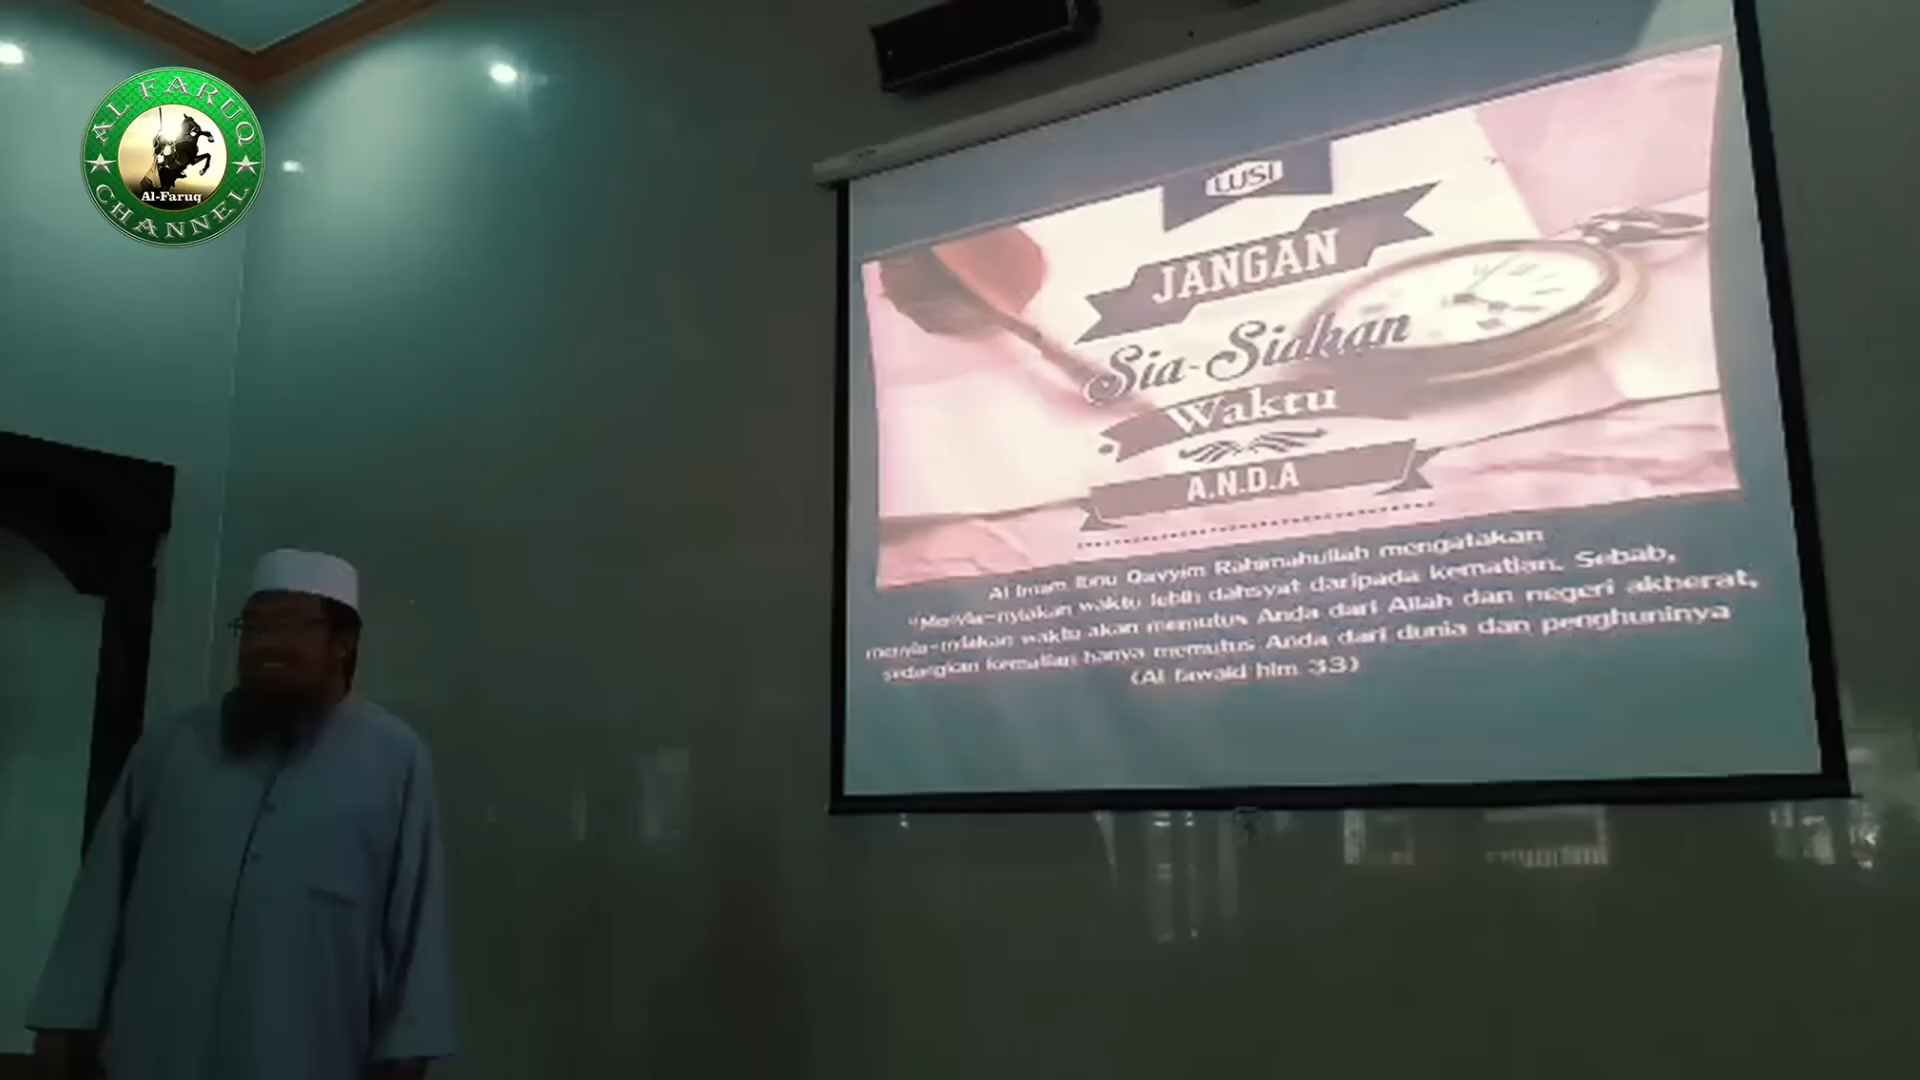 AL FARUQ
Al-Faruq
CHANNEL
WSI
JANGAN
Sia-Siakan
Waktu
A.N.D.A
Al Imam Ibnu Qayyim Rahimahullah mengatakan
"Menyia-nyiakan waktu lebih dahsyat daripada kematian. Sebab,
menyia-nyiakan waktu akan memutus Anda dari Allah dan negeri akherat,
sedangkan kematian hanya memutus Anda dari dunia dan penghuninya
(Al fawaid hlm 33)